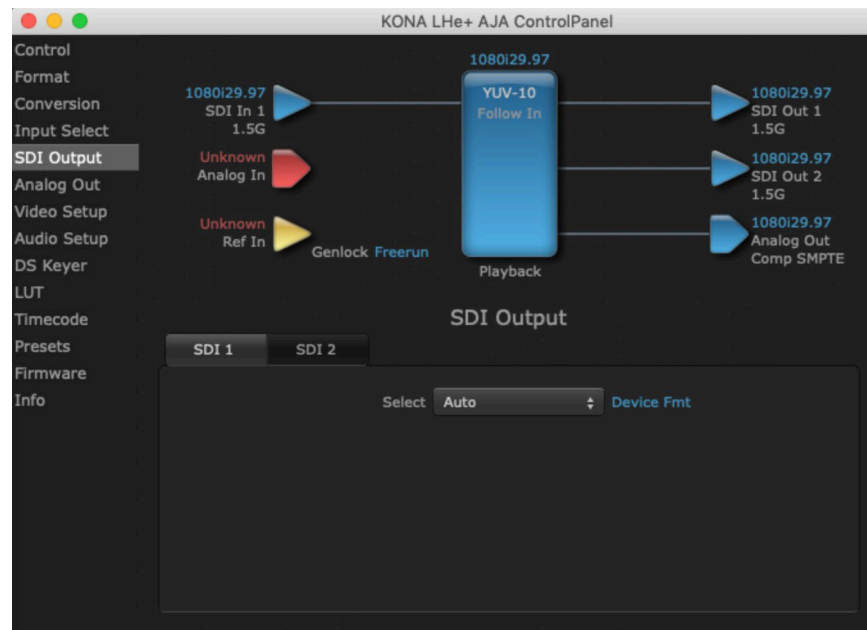 KONA LHe+ AJA ControlPanel
Control
Format
Conversion
Input Select
SDI Output
Analog Out
Video Setup
Audio Setup
DS Keyer
LUT
Timecode
Presets
Firmware
Info
1080i29.97
SDI In 1
1.5G
Unknown
Analog In
Unknown
Ref In
Genlock Freerun
1080i29.97
YUV-10
Follow In
Playback
1080i29.97
SDI Out 1
1.5G
1080i29.97
SDI Out 2
1.5G
1080i29.97
Analog Out
Comp SMPTE
SDI Output
SDI 1 SDI 2
Select Auto Device Fmt